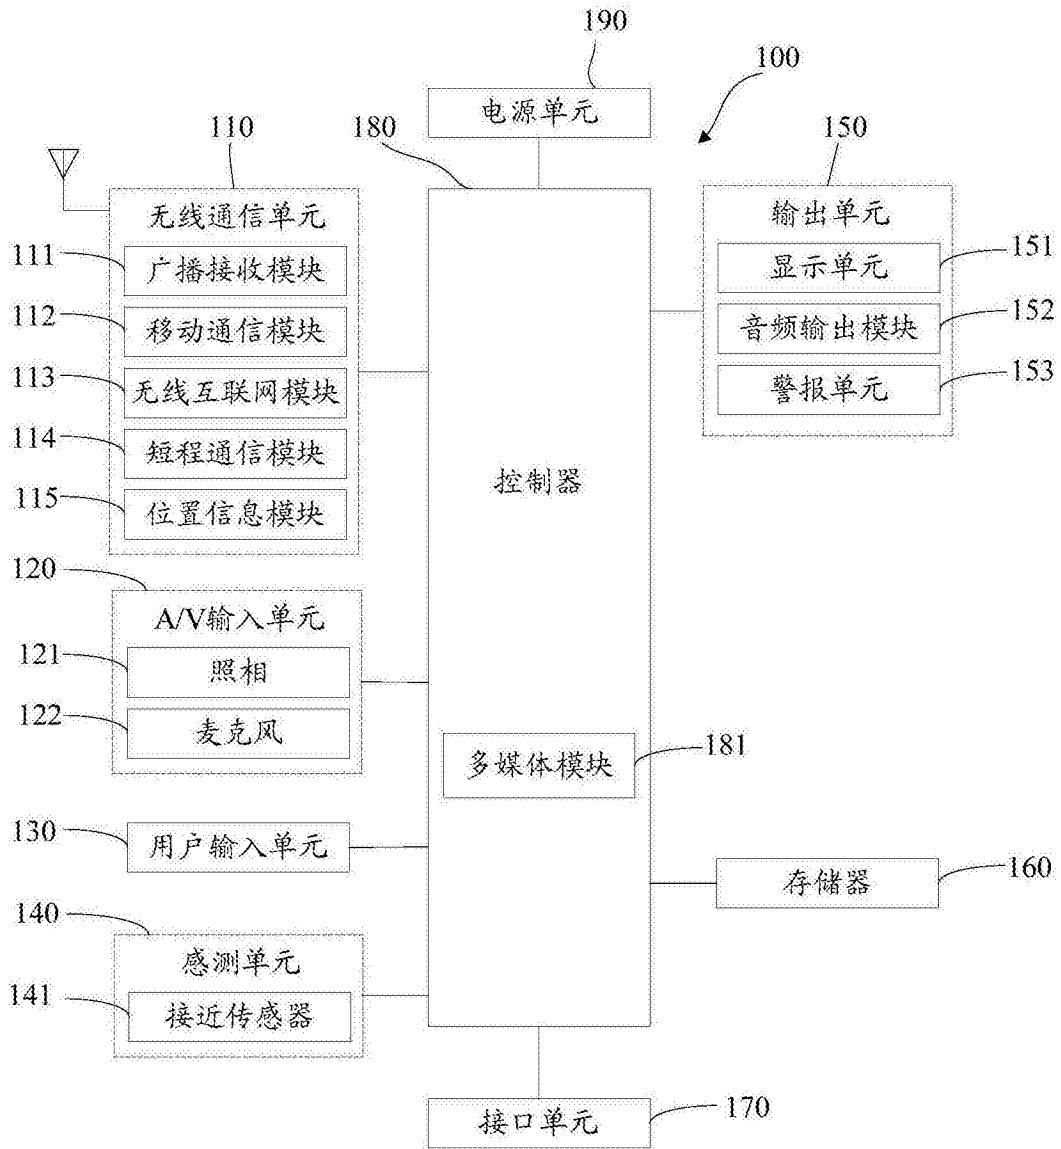 190
100
电源单元
110
180
150
无线通信单元
111
广播接收模块
112
移动通信模块
113
无线互联网模块
114
短程通信模块
115
位置信息模块
输出单元
151
显示单元
152
音频输出模块
153
警报单元
控制器
120
A/V输入单元
121
照相
122
麦克风
多媒体模块
181
130
用户输入单元
存储器
160
140
感测单元
141
接近传感器
接口单元
170